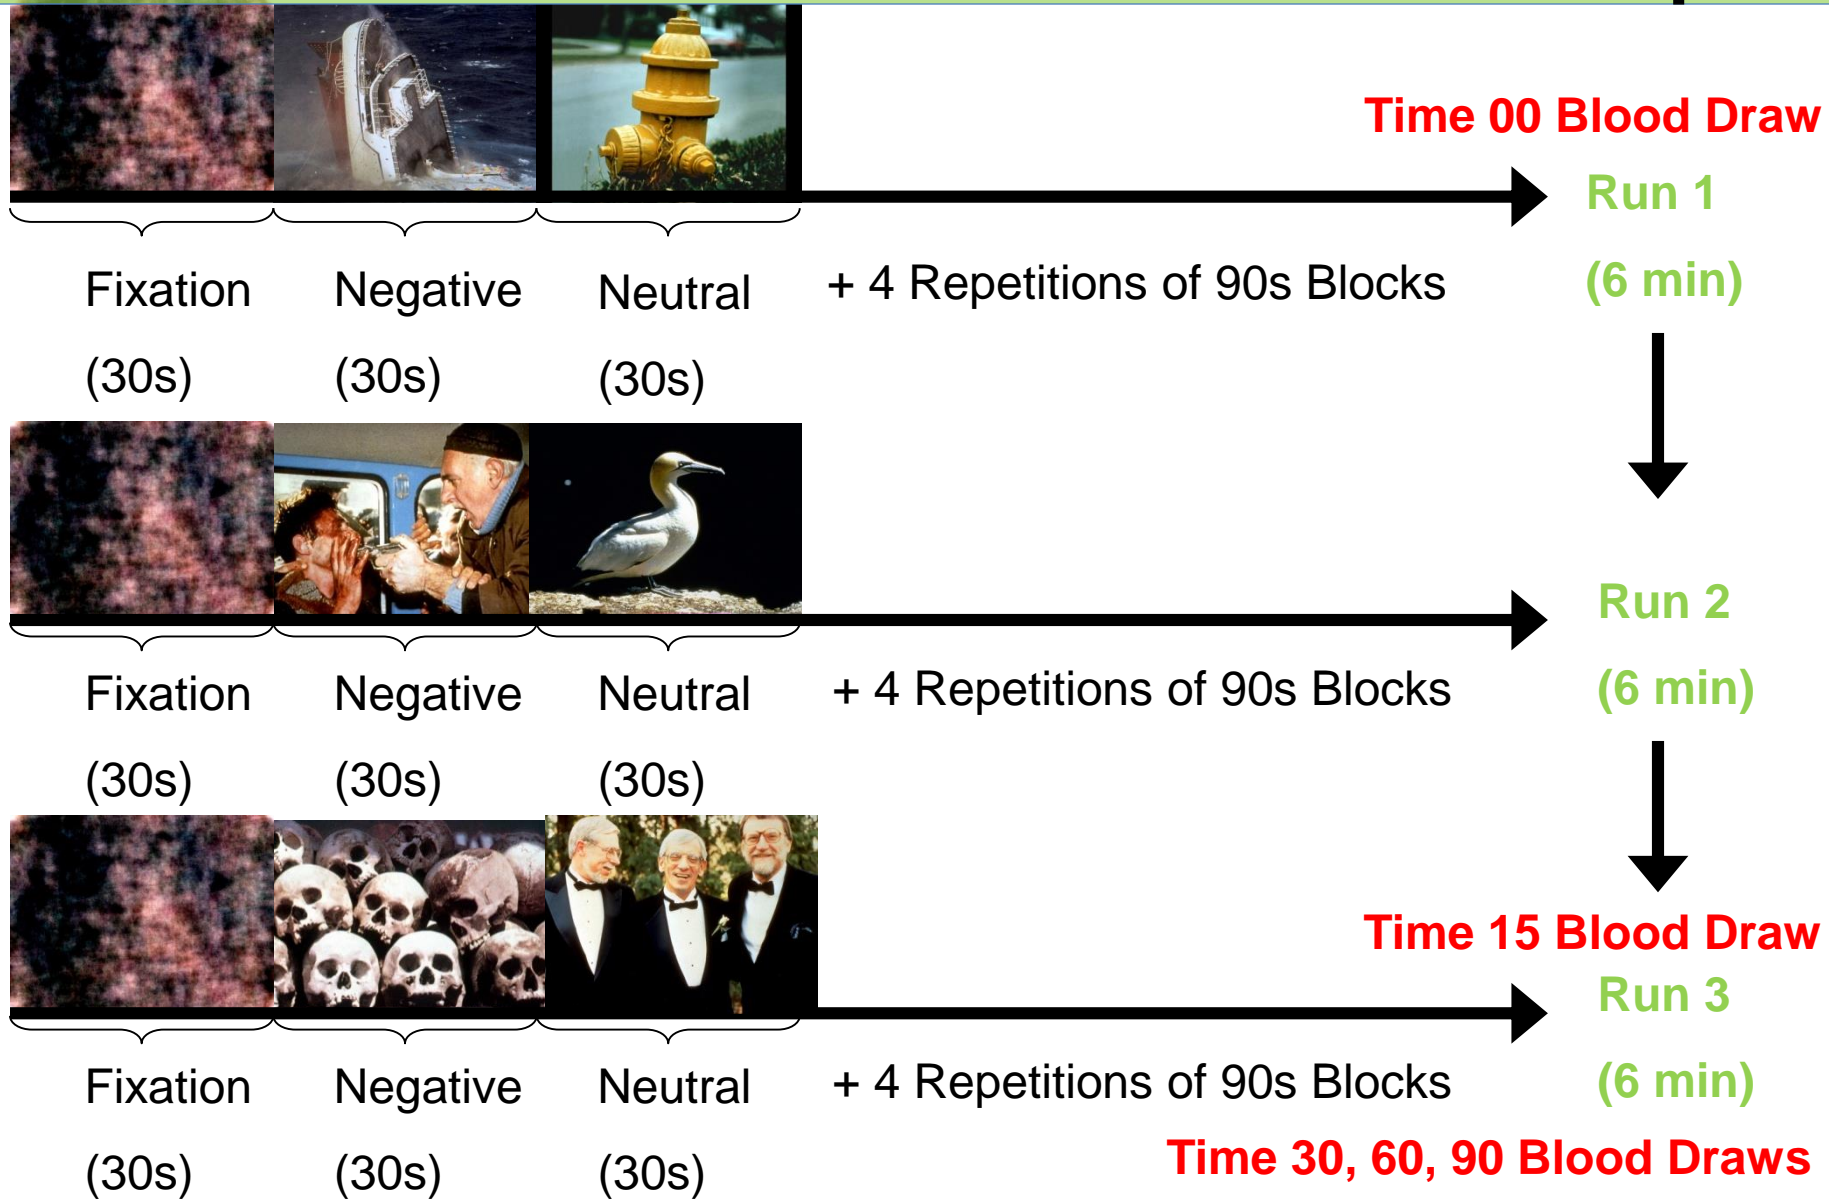 Time 00 Blood Draw
Run 1
(6 min)
Fixation
(30s)
Negative
(30s)
Neutral
(30s)
+ 4 Repetitions of 90s Blocks
Run 2
(6 min)
Fixation
(30s)
Negative
(30s)
Neutral
(30s)
+ 4 Repetitions of 90s Blocks
Time 15 Blood Draw
Run 3
(6 min)
Fixation
(30s)
Negative
(30s)
Neutral
(30s)
+ 4 Repetitions of 90s Blocks
Time 30, 60, 90 Blood Draws